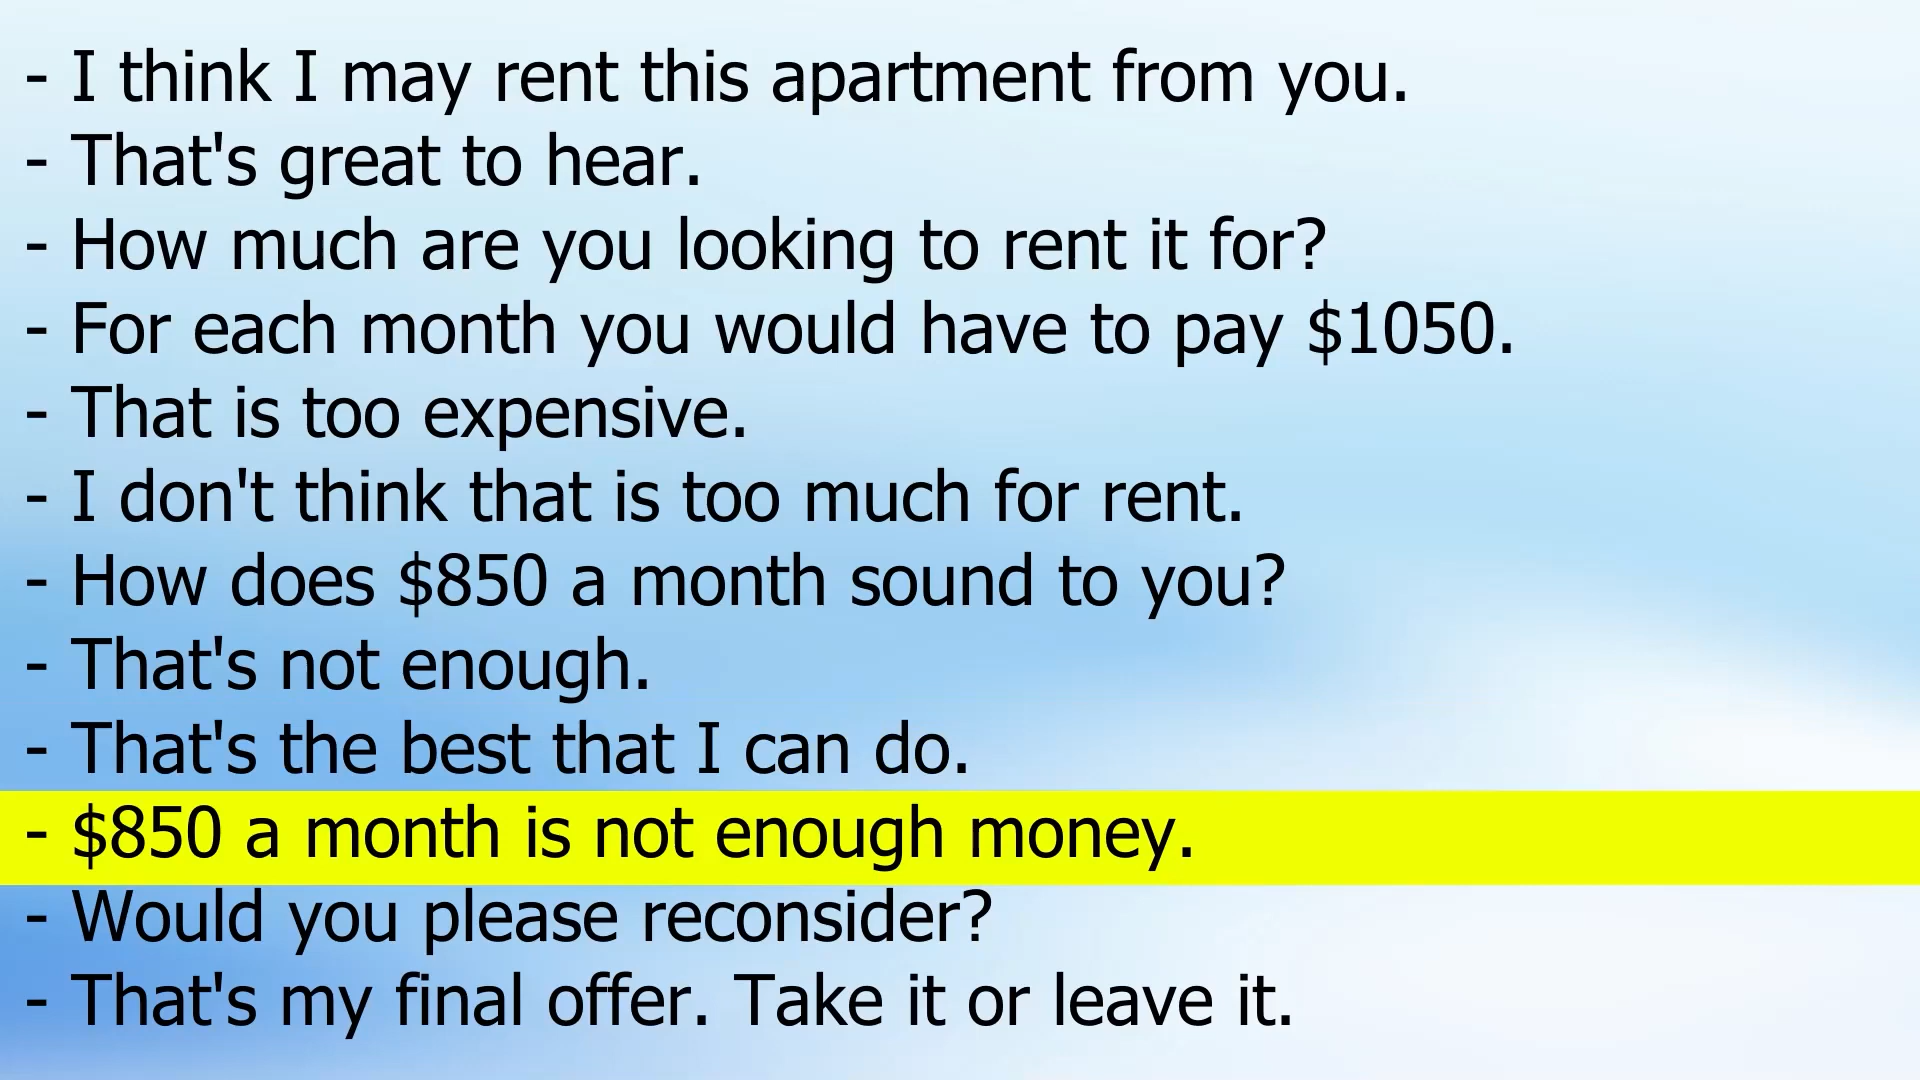 - I think I may rent this apartment from you.
- That's great to hear.
- How much are you looking to rent it for?
- For each month you would have to pay $1050.
- That is too expensive.
- I don't think that is too much for rent.
- How does $850 a month sound to you?
- That's not enough.
- That's the best that I can do.
- $850 a month is not enough money.
- Would you please reconsider?
- That's my final offer. Take it or leave it.